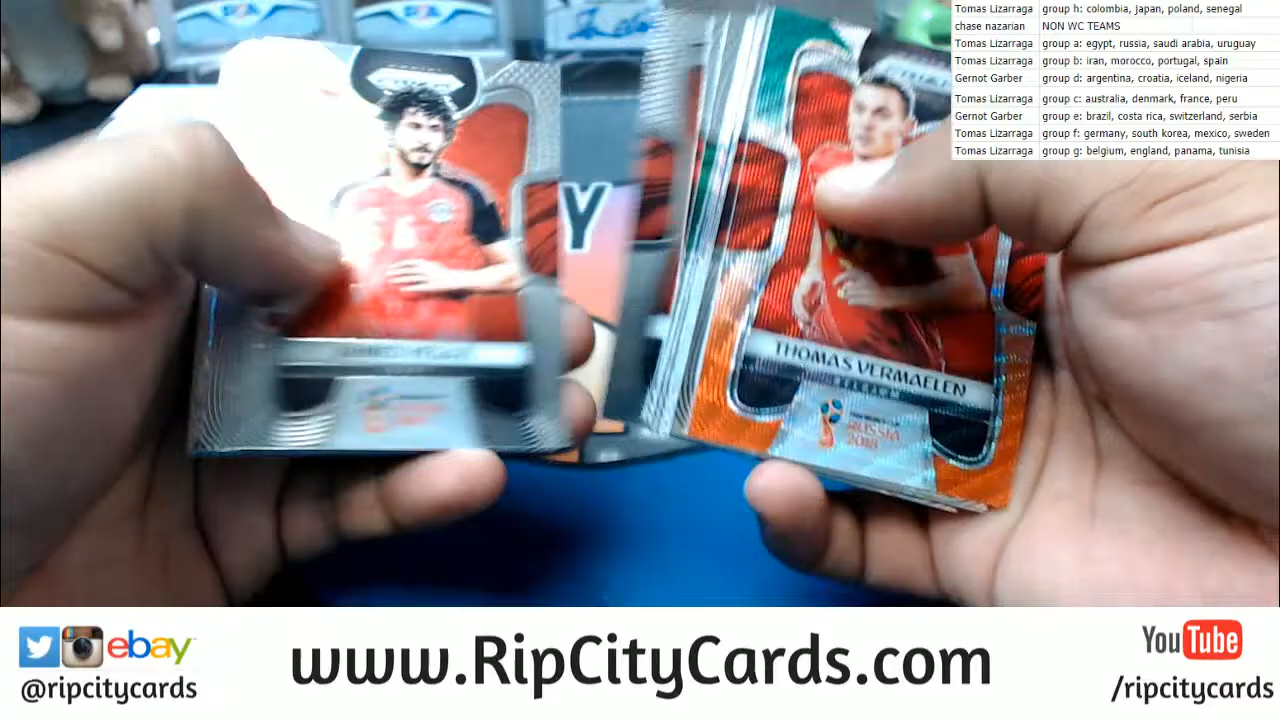 Tomas Lizarraga group h: colombia, japan, poland, senegal
chase nazarian NON WC TEAMS
Tomas Lizarraga group a: egypt, russia, saudi arabia, uruguay
Tomas Lizarraga group b: iran, morocco, portugal, spain
Gernot Garber group d: argentina, croatia, iceland, nigeria
Tomas Lizarraga group c: australia, denmark, france, peru
Gernot Garber group e: brazil, costa rica, switzerland, serbia
Tomas Lizarraga group f: germany, south korea, mexico, sweden
Tomas Lizarraga group g: belgium, england, panama, tunisia
Y
THOMAS VERMAELEN
BELGIUM
RUSSIA
2018
ebay
@ripcitycards
www.RipCityCards.com
YouTube
/ripcitycards